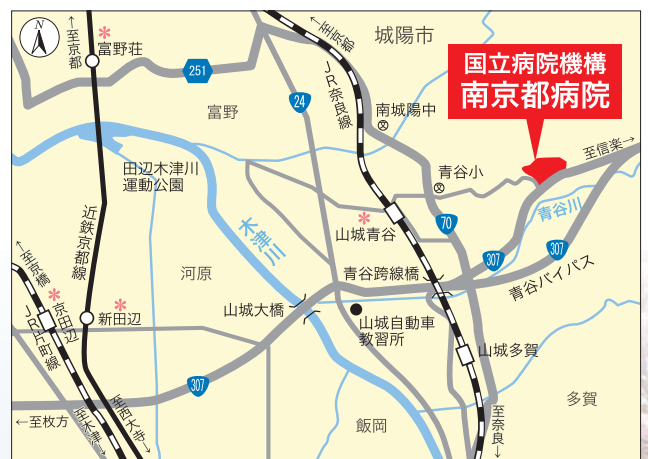 ←至京都
富野荘
251
富野
←至京都
JR奈良線
城陽市
24
南城陽中
国立病院機構
南京都病院
至信楽→
青谷小
田辺木津川
運動公園
近鉄京都線
木津川
山城青谷
70
青谷川
307
307
青谷バイパス
青谷跨線橋
河原
山城大橋
←至京橋
京田辺
JR片町線
新田辺
山城自動車
教習所
山城多賀
307
多賀
←至枚方
至木津→
至西大寺→
飯岡
至奈良→